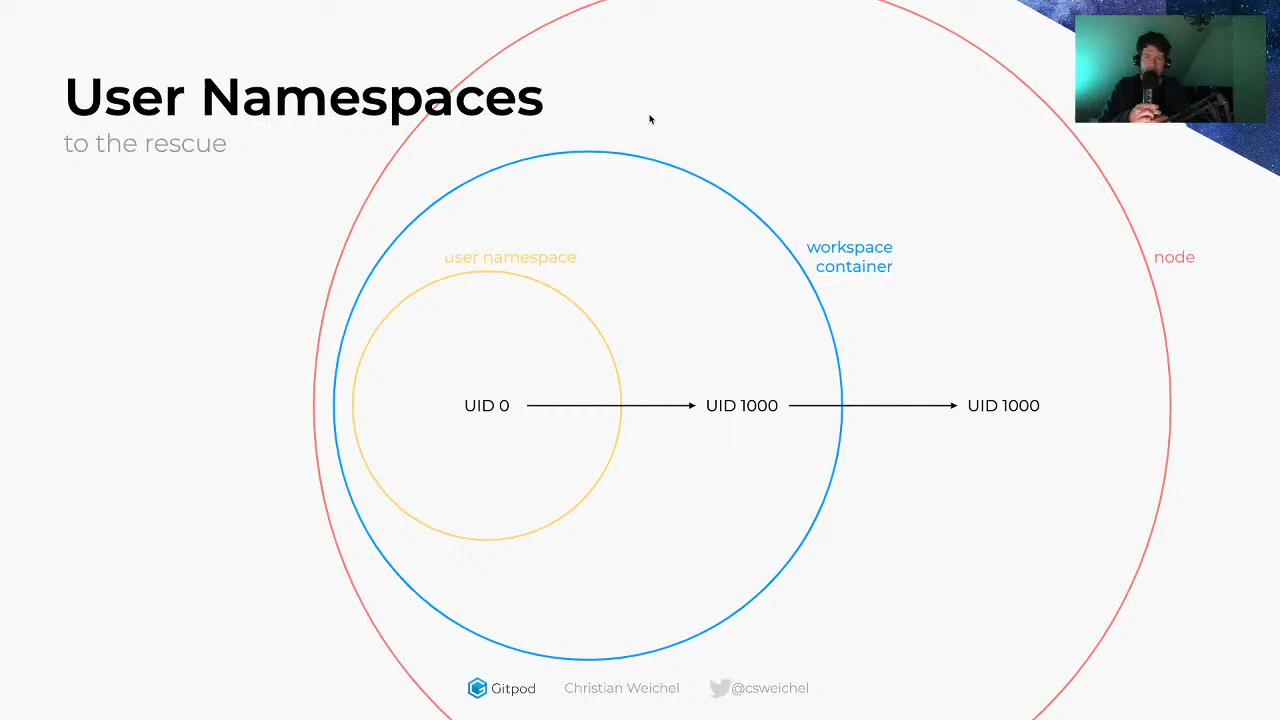 User Namespaces
to the rescue
user namespace
workspace
container
node
UID 0
UID 1000
UID 1000
Gitpod
Christian Weichel
@csweichel